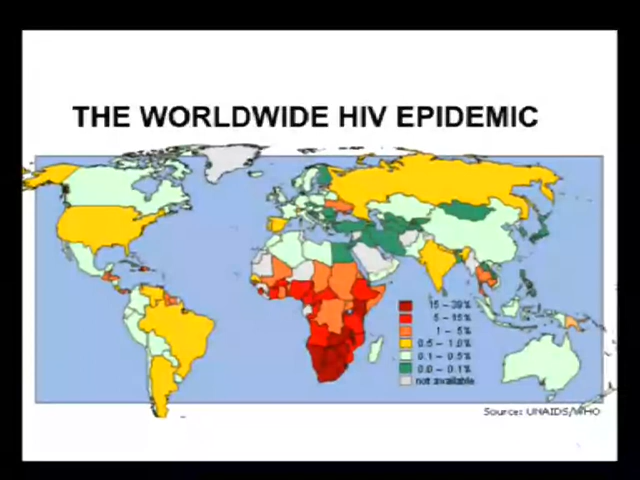 THE WORLDWIDE HIV EPIDEMIC
15 – 39%
5 – 15%
1 – 5%
0.5 – 1.0%
0.1 – 0.5%
0.0 – 0.1%
not available
Source: UNAIDS/WHO